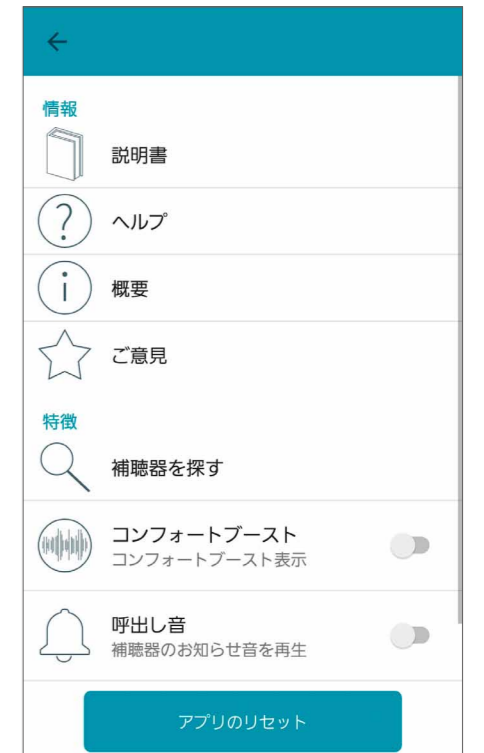 情報
説明書
ヘルプ
概要
ご意見
特徴
補聴器を探す
コンフォートブースト
コンフォートブースト表示
呼出し音
補聴器のお知らせ音を再生
アプリのリセット